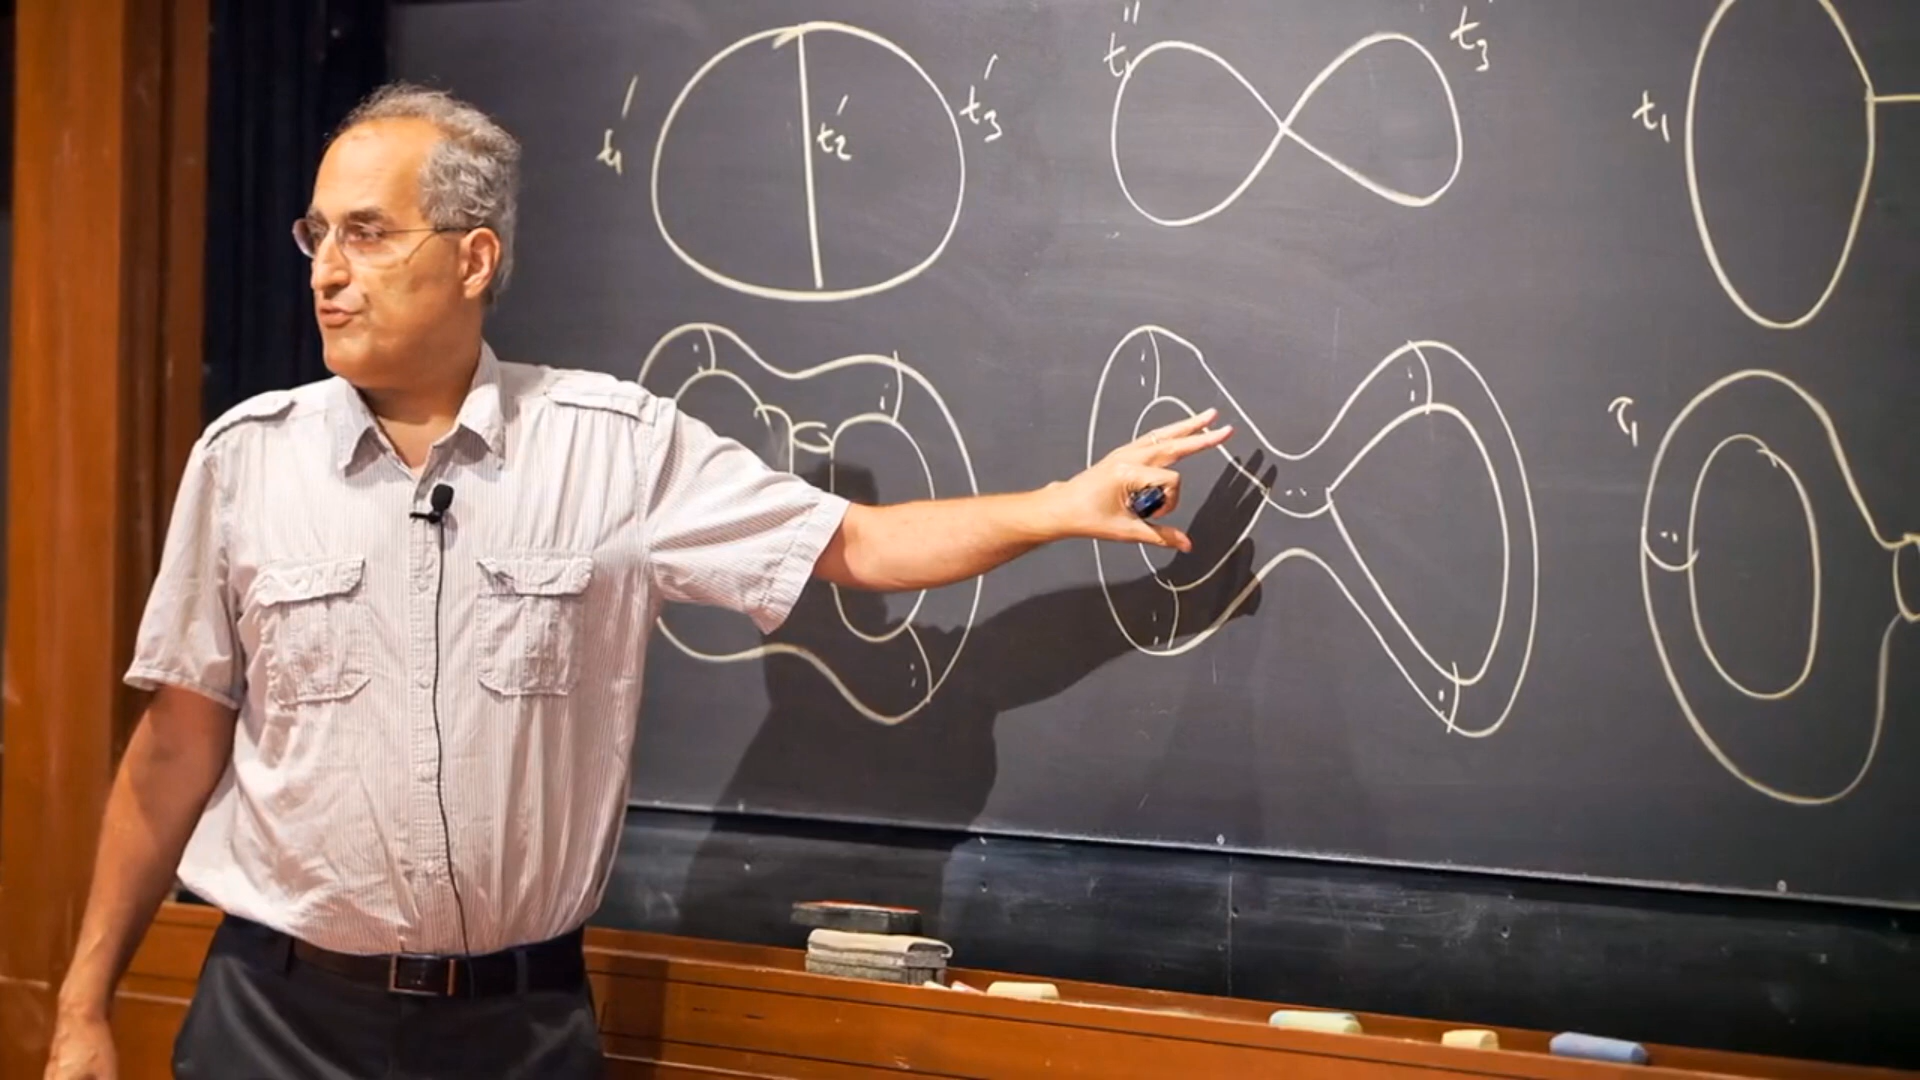 t₁′ t₂′ t₃′
t₁″ t₃″
t₁
τ₁